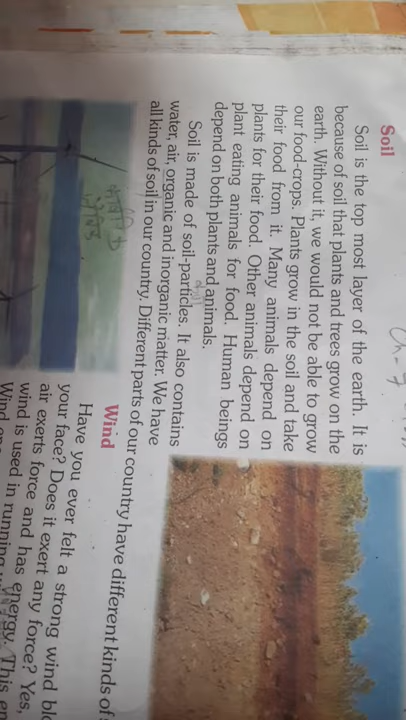 Soil
Soil is the top most layer of the earth. It is
because of soil that plants and trees grow on the
earth. Without it, we would not be able to grow
our food-crops. Plants grow in the soil and take
their food from it. Many animals depend on
plants for their food. Other animals depend on
plant eating animals for food. Human beings
depend on both plants and animals.
Soil is made of soil-particles. It also contains
water, air, organic and inorganic matter. We have
all kinds of soil in our country. Different parts of our country have different kinds of
Wind
Have you ever felt a strong wind
your face? Does it exert any force? Yes,
air exerts force and has energy. This
wind is used in running
Wind